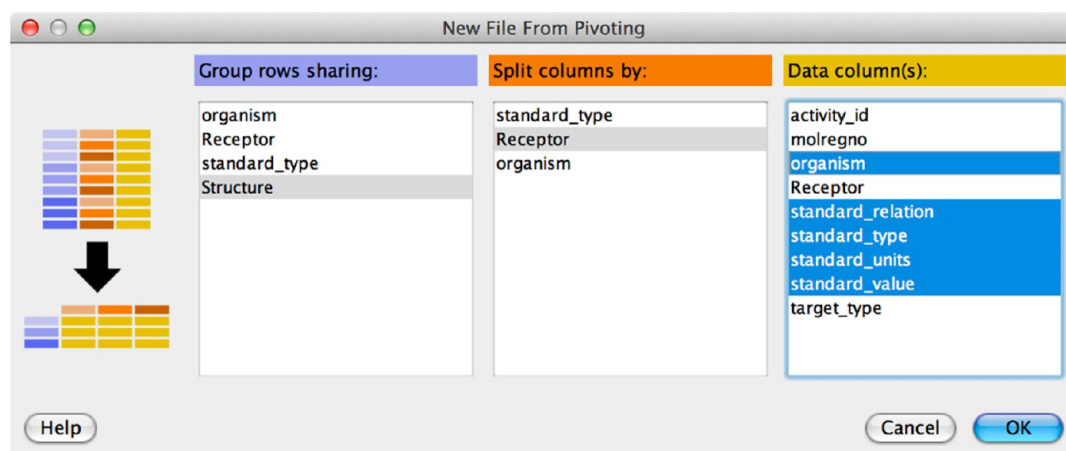 New File From Pivoting
Group rows sharing:
organism
Receptor
standard_type
Structure
Split columns by:
standard_type
Receptor
organism
Data column(s):
activity_id
molregno
organism
Receptor
standard_relation
standard_type
standard_units
standard_value
target_type
Help
Cancel
OK